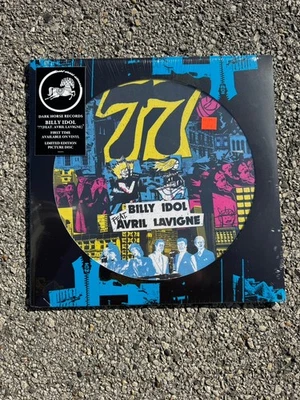 DARK HORSE RECORDS
BILLY IDOL
"77 [FEAT. AVRIL LAVIGNE]"
FIRST TIME
AVAILABLE ON VINYL
LIMITED EDITION
PICTURE DISC
77
BILLY IDOL
FEAT.
AVRIL LAVIGNE